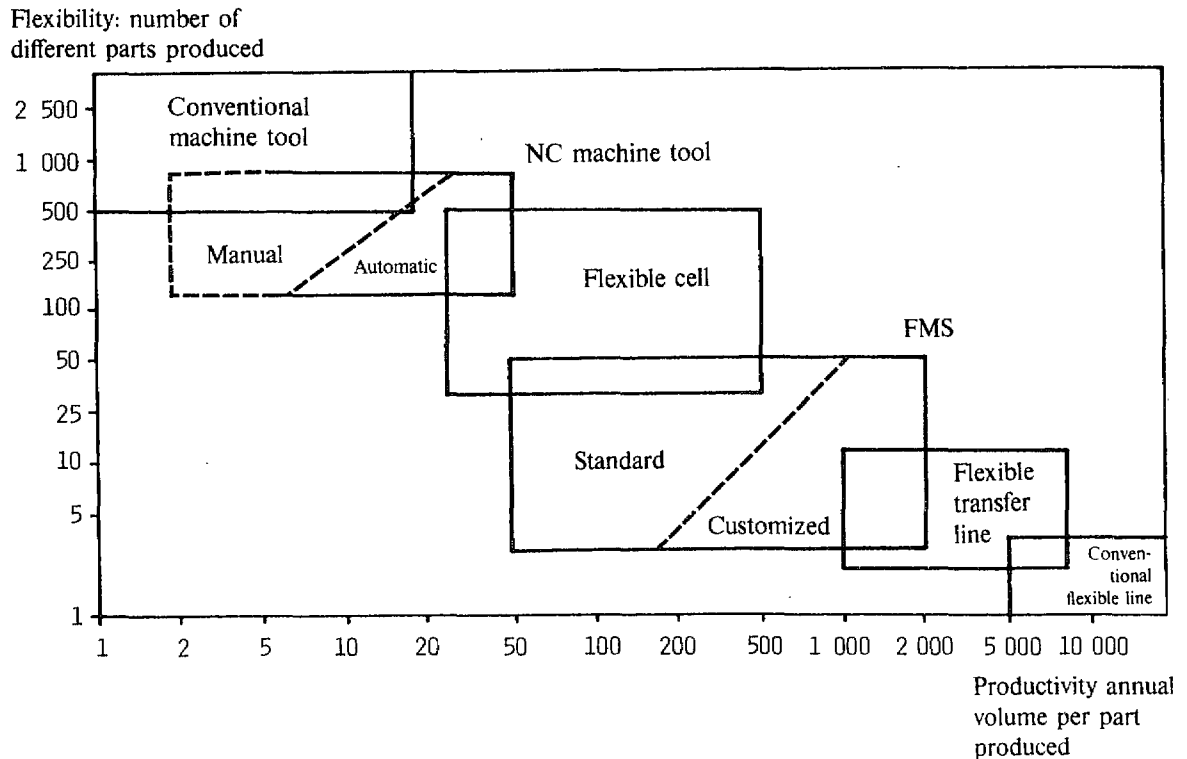 Flexibility: number of
different parts produced
2 500
1 000
500
250
100
50
25
10
5
1
Conventional
machine tool
NC machine tool
Manual
Automatic
Flexible cell
FMS
Standard
Customized
Flexible
transfer
line
Conven-
tional
flexible line
1 2 5 10 20 50 100 200 500 1 000 2 000 5 000 10 000
Productivity annual
volume per part
produced